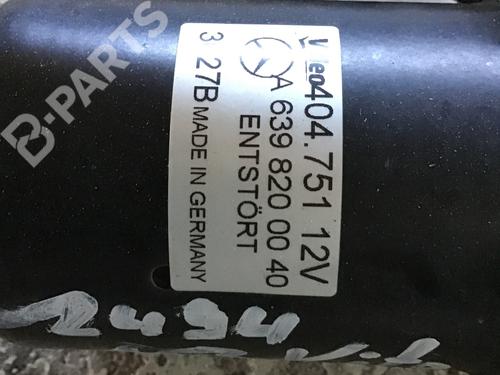 Valeo
404.751 12V
A 639 820 00 40
ENTSTÖRT
3 27B MADE IN GERMANY
B-PARTS